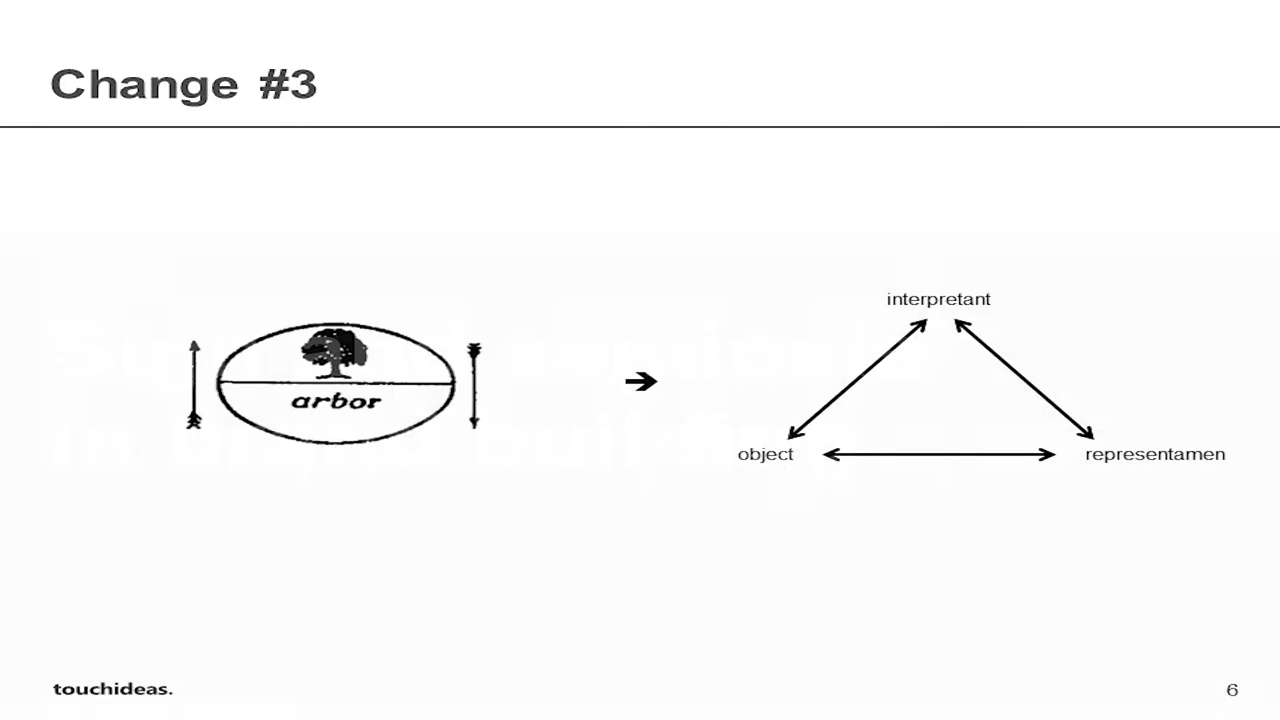 Change #3
arbor
interpretant
object
representamen
touchideas.
6